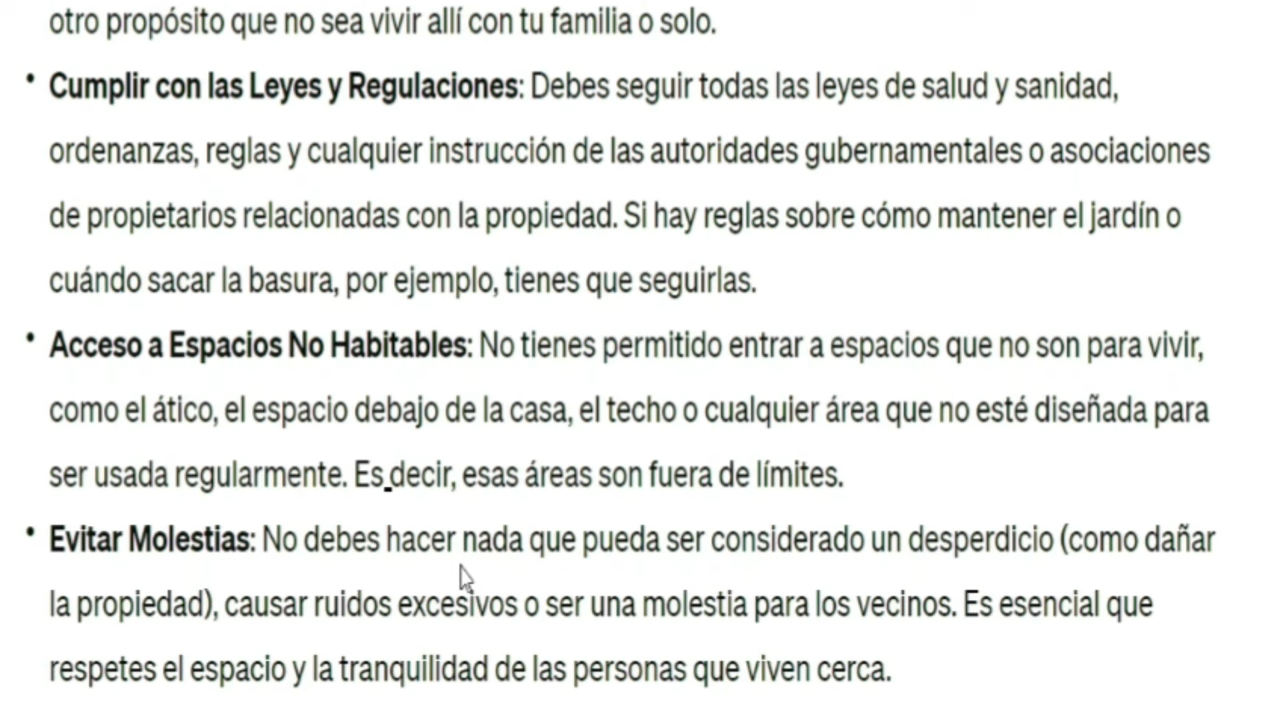 otro propósito que no sea vivir allí con tu familia o solo.
• Cumplir con las Leyes y Regulaciones: Debes seguir todas las leyes de salud y sanidad,
ordenanzas, reglas y cualquier instrucción de las autoridades gubernamentales o asociaciones
de propietarios relacionadas con la propiedad. Si hay reglas sobre cómo mantener el jardín o
cuándo sacar la basura, por ejemplo, tienes que seguirlas.
• Acceso a Espacios No Habitables: No tienes permitido entrar a espacios que no son para vivir,
como el ático, el espacio debajo de la casa, el techo o cualquier área que no esté diseñada para
ser usada regularmente. Es decir, esas áreas son fuera de límites.
• Evitar Molestias: No debes hacer nada que pueda ser considerado un desperdicio (como dañar
la propiedad), causar ruidos excesivos o ser una molestia para los vecinos. Es esencial que
respetes el espacio y la tranquilidad de las personas que viven cerca.